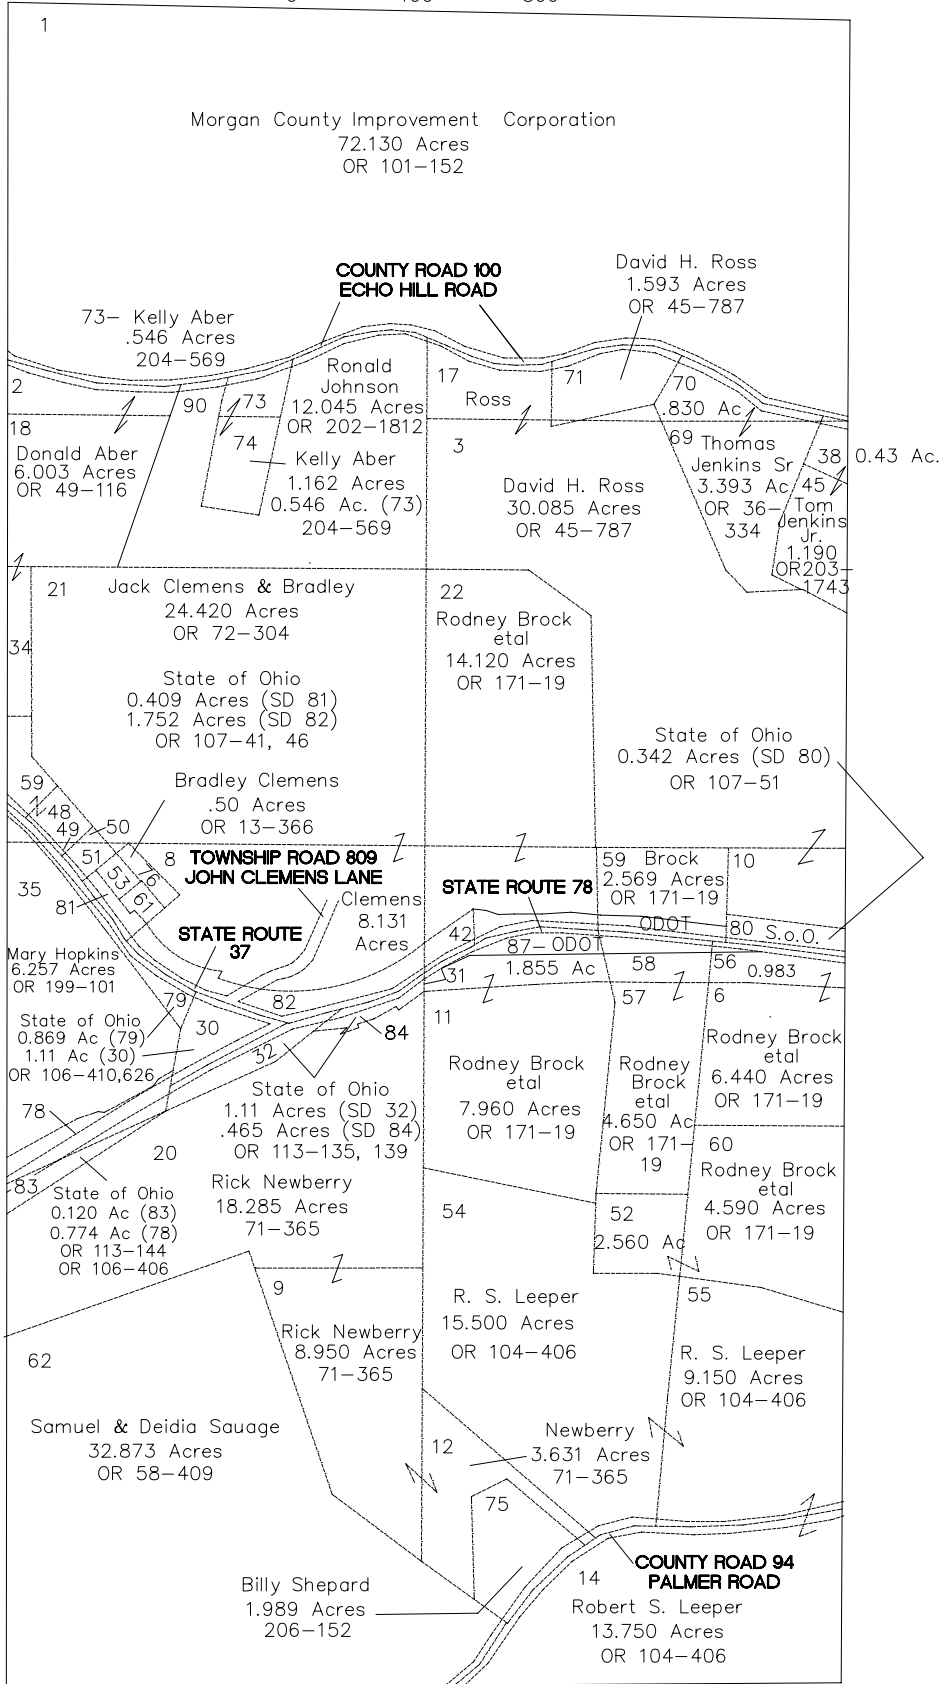 1
Morgan County Improvement Corporation
72.130 Acres
OR 101-152
COUNTY ROAD 100
ECHO HILL ROAD
David H. Ross
1.593 Acres
OR 45-787
73- Kelly Aber
.546 Acres
204-569
2
90
73
Ronald
Johnson
12.045 Acres
OR 202-1812
17
Ross
71
70
.830 Ac
18
Donald Aber
6.003 Acres
OR 49-116
74
Kelly Aber
1.162 Acres
0.546 Ac. (73)
204-569
3
David H. Ross
30.085 Acres
OR 45-787
69
Thomas
Jenkins Sr
3.393 Ac
OR 36-
334
38
0.43 Ac.
45
Tom
Jenkins
Jr.
1.190
OR203-
1743
21
Jack Clemens & Bradley
24.420 Acres
OR 72-304
34
22
Rodney Brock
etal
14.120 Acres
OR 171-19
State of Ohio
0.409 Acres (SD 81)
1.752 Acres (SD 82)
OR 107-41, 46
State of Ohio
0.342 Acres (SD 80)
OR 107-51
Bradley Clemens
.50 Acres
OR 13-366
59
48
49
50
51
53
76
61
8
35
81
TOWNSHIP ROAD 809
JOHN CLEMENS LANE
Clemens
8.131
Acres
STATE ROUTE 78
59 Brock
2.569 Acres
OR 171-19
10
ODOT
80
S.o.O.
STATE ROUTE
37
42
87- ODOT
1.855 Ac
31
58
56
0.983
Mary Hopkins
6.257 Acres
OR 199-101
79
30
82
84
32
State of Ohio
0.869 Ac (79)
1.11 Ac (30)
OR 106-410,626
11
57
6
Rodney Brock
etal
7.960 Acres
OR 171-19
Rodney
Brock
etal
4.650 Ac
OR 171-
19
Rodney Brock
etal
6.440 Acres
OR 171-19
State of Ohio
1.11 Acres (SD 32)
.465 Acres (SD 84)
OR 113-135, 139
78
20
83
State of Ohio
0.120 Ac (83)
0.774 Ac (78)
OR 113-144
OR 106-406
Rick Newberry
18.285 Acres
71-365
60
Rodney Brock
etal
4.590 Acres
OR 171-19
54
52
2.560 Ac
9
Rick Newberry
8.950 Acres
71-365
R. S. Leeper
15.500 Acres
OR 104-406
55
R. S. Leeper
9.150 Acres
OR 104-406
62
Samuel & Deidia Sauage
32.873 Acres
OR 58-409
12
Newberry
3.631 Acres
71-365
75
Billy Shepard
1.989 Acres
206-152
COUNTY ROAD 94
PALMER ROAD
14
Robert S. Leeper
13.750 Acres
OR 104-406